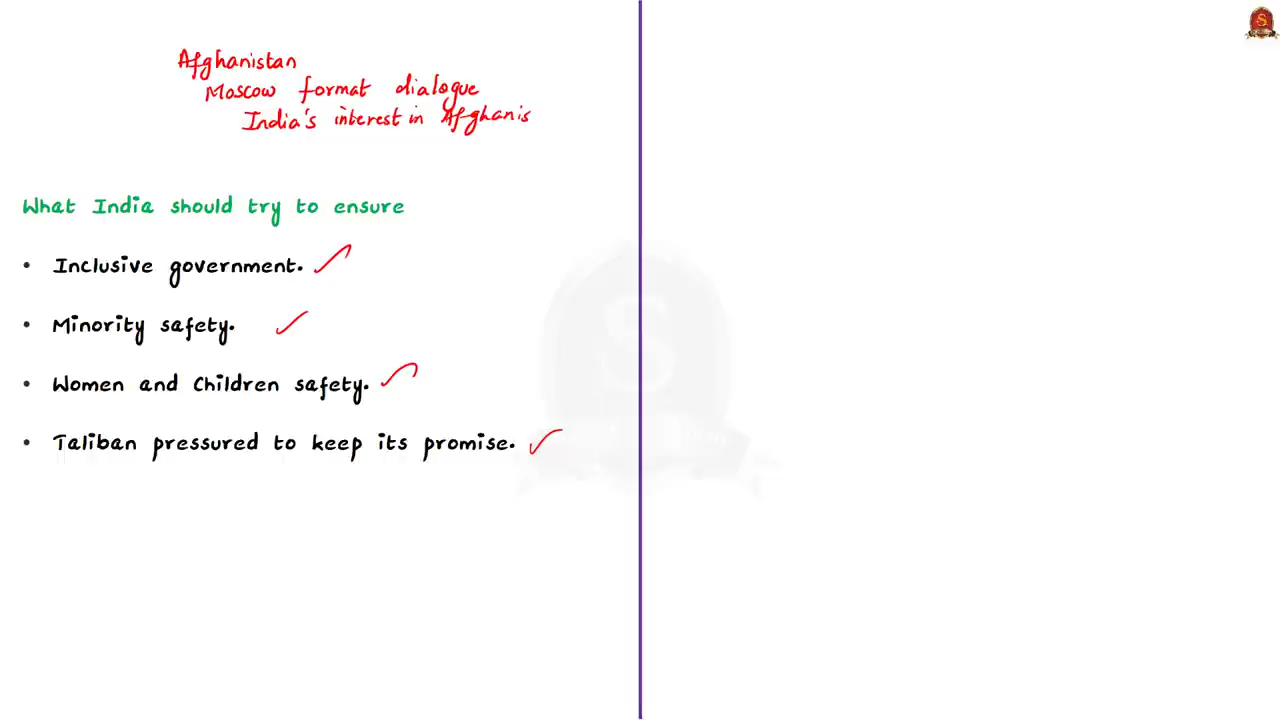 Afghanistan
Moscow format dialogue
India's interest in Afghanis
What India should try to ensure
• Inclusive government.
• Minority safety.
• Women and Children safety.
• Taliban pressured to keep its promise.
S